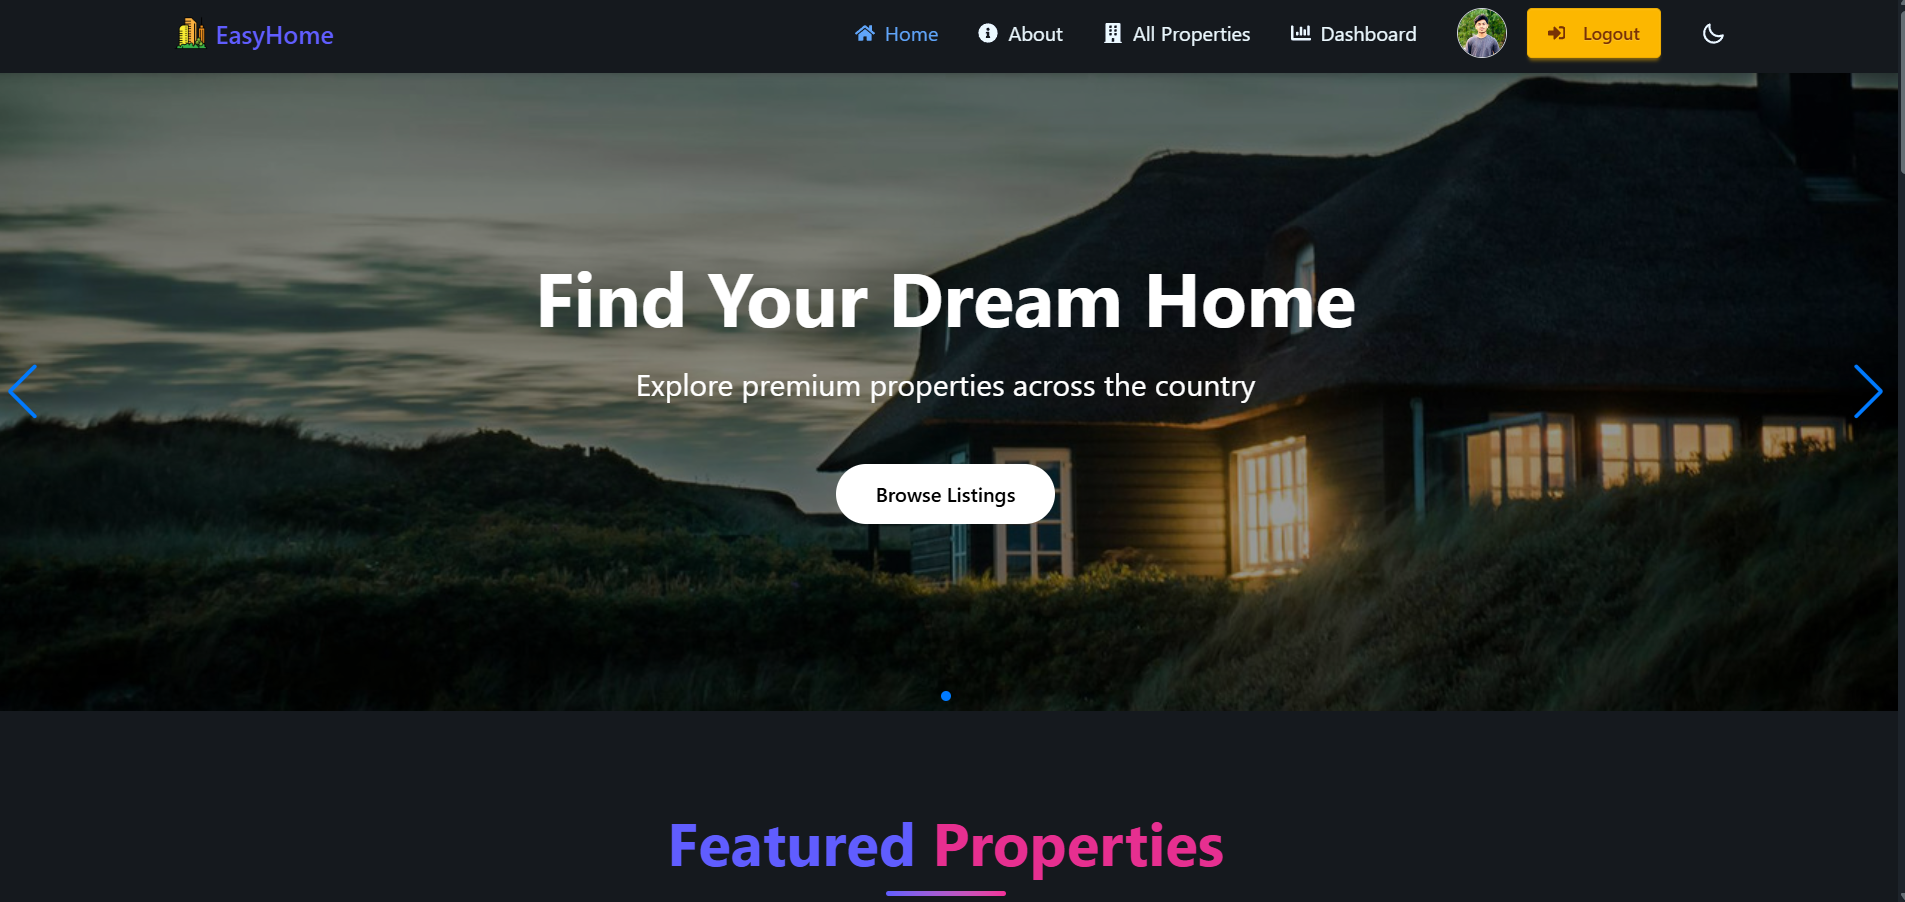 EasyHome
Home
About
All Properties
Dashboard
Logout
Find Your Dream Home
Explore premium properties across the country
Browse Listings
Featured Properties